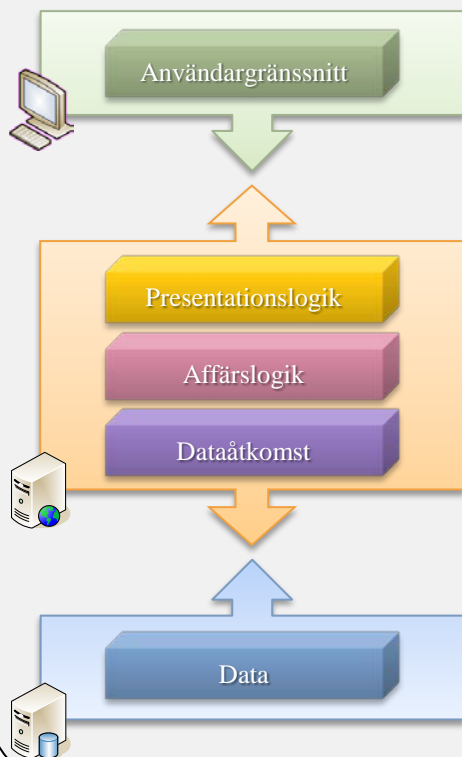 Användargränssnitt
Presentationslogik
Affärslogik
Dataåtkomst
Data